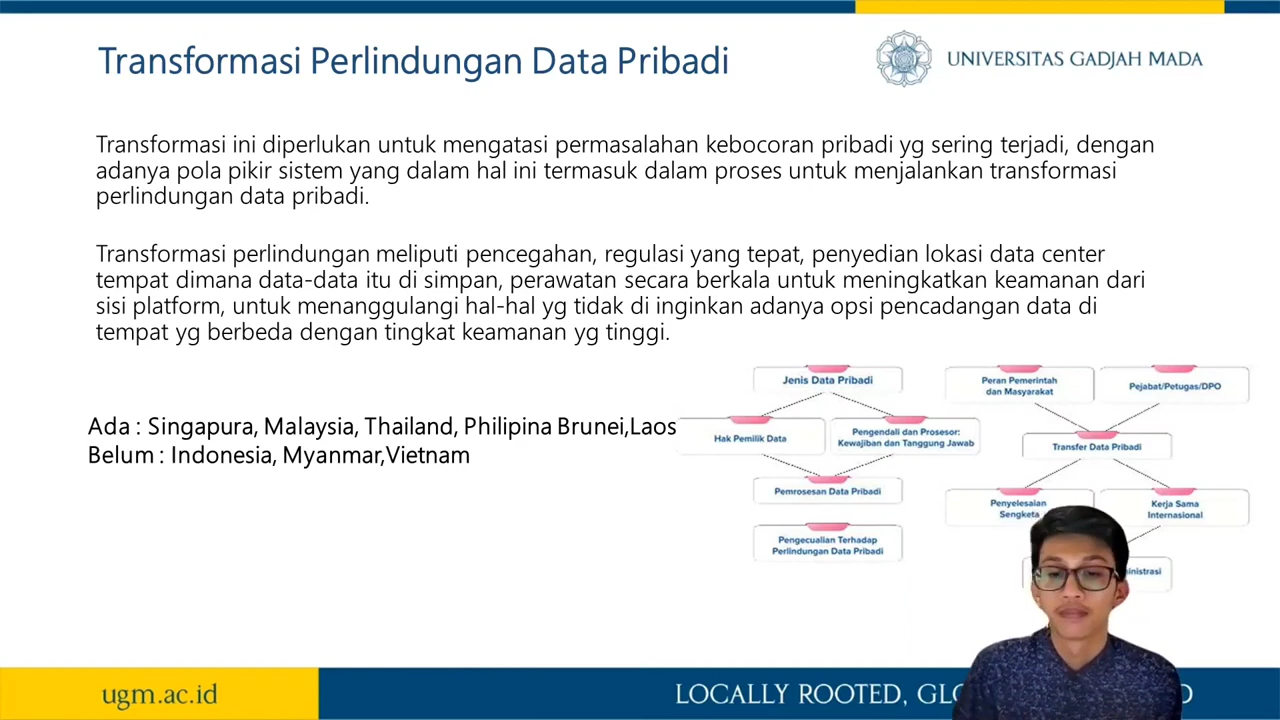 Transformasi Perlindungan Data Pribadi
UNIVERSITAS GADJAH MADA
Transformasi ini diperlukan untuk mengatasi permasalahan kebocoran pribadi yg sering terjadi, dengan
adanya pola pikir sistem yang dalam hal ini termasuk dalam proses untuk menjalankan transformasi
perlindungan data pribadi.
Transformasi perlindungan meliputi pencegahan, regulasi yang tepat, penyedian lokasi data center
tempat dimana data-data itu di simpan, perawatan secara berkala untuk meningkatkan keamanan dari
sisi platform, untuk menanggulangi hal-hal yg tidak di inginkan adanya opsi pencadangan data di
tempat yg berbeda dengan tingkat keamanan yg tinggi.
Ada : Singapura, Malaysia, Thailand, Philipina Brunei,Laos
Belum : Indonesia, Myanmar,Vietnam
Jenis Data Pribadi
Hak Pemilik Data
Pengendali dan Prosesor:
Kewajiban dan Tanggung Jawab
Pemrosesan Data Pribadi
Pengecualian Terhadap
Perlindungan Data Pribadi
Peran Pemerintah
dan Masyarakat
Pejabat/Petugas/DPO
Transfer Data Pribadi
Penyelesaian
Sengketa
Kerja Sama
Internasional
ugm.ac.id
LOCALLY ROOTED,